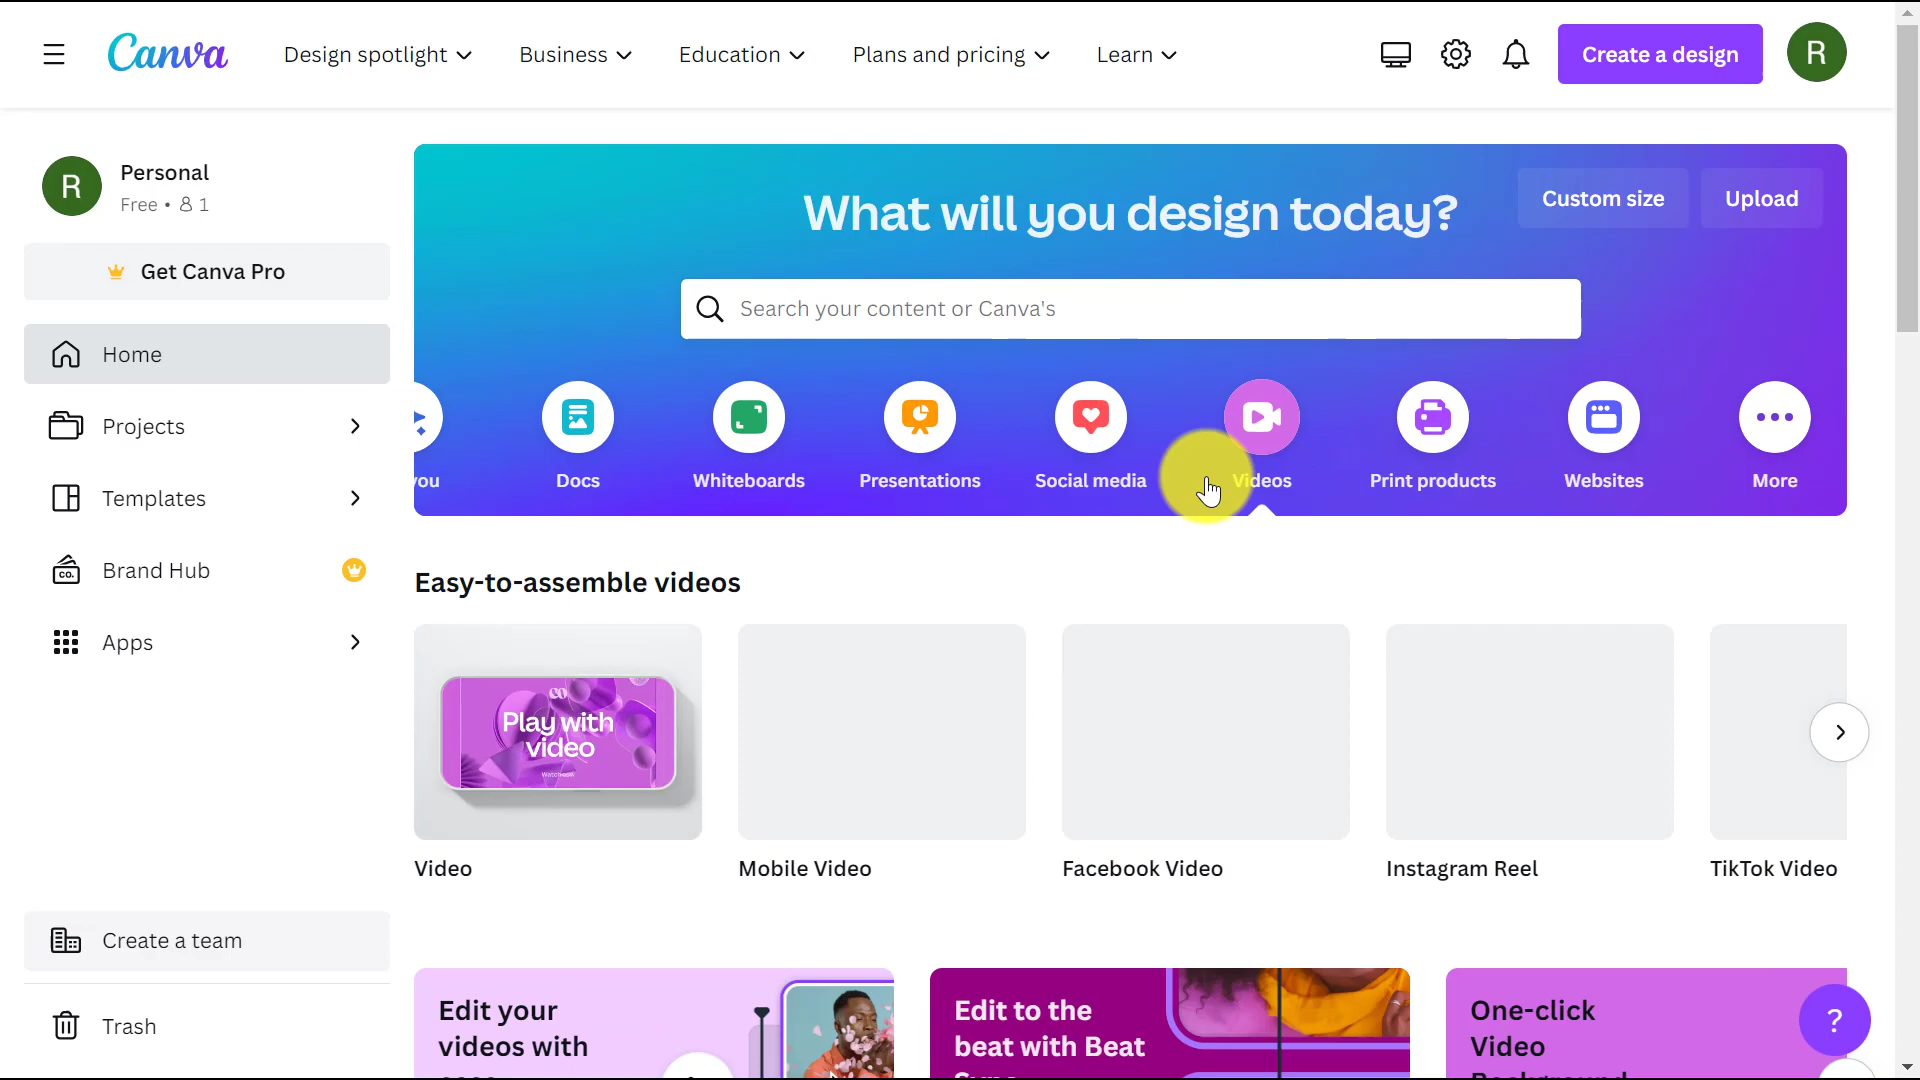 Canva
Design spotlight
Business
Education
Plans and pricing
Learn
Create a design
R
R
Personal
Free • 1
Get Canva Pro
Home
Projects
Templates
Brand Hub
co.
Apps
Create a team
Trash
What will you design today?
Custom size
Upload
Search your content or Canva's
you
Docs
Whiteboards
Presentations
Social media
Videos
Print products
Websites
More
Easy-to-assemble videos
co
Play with
video
Video
Mobile Video
Facebook Video
Instagram Reel
TikTok Video
Edit your
videos with
Edit to the
beat with Beat
One-click
Video
?